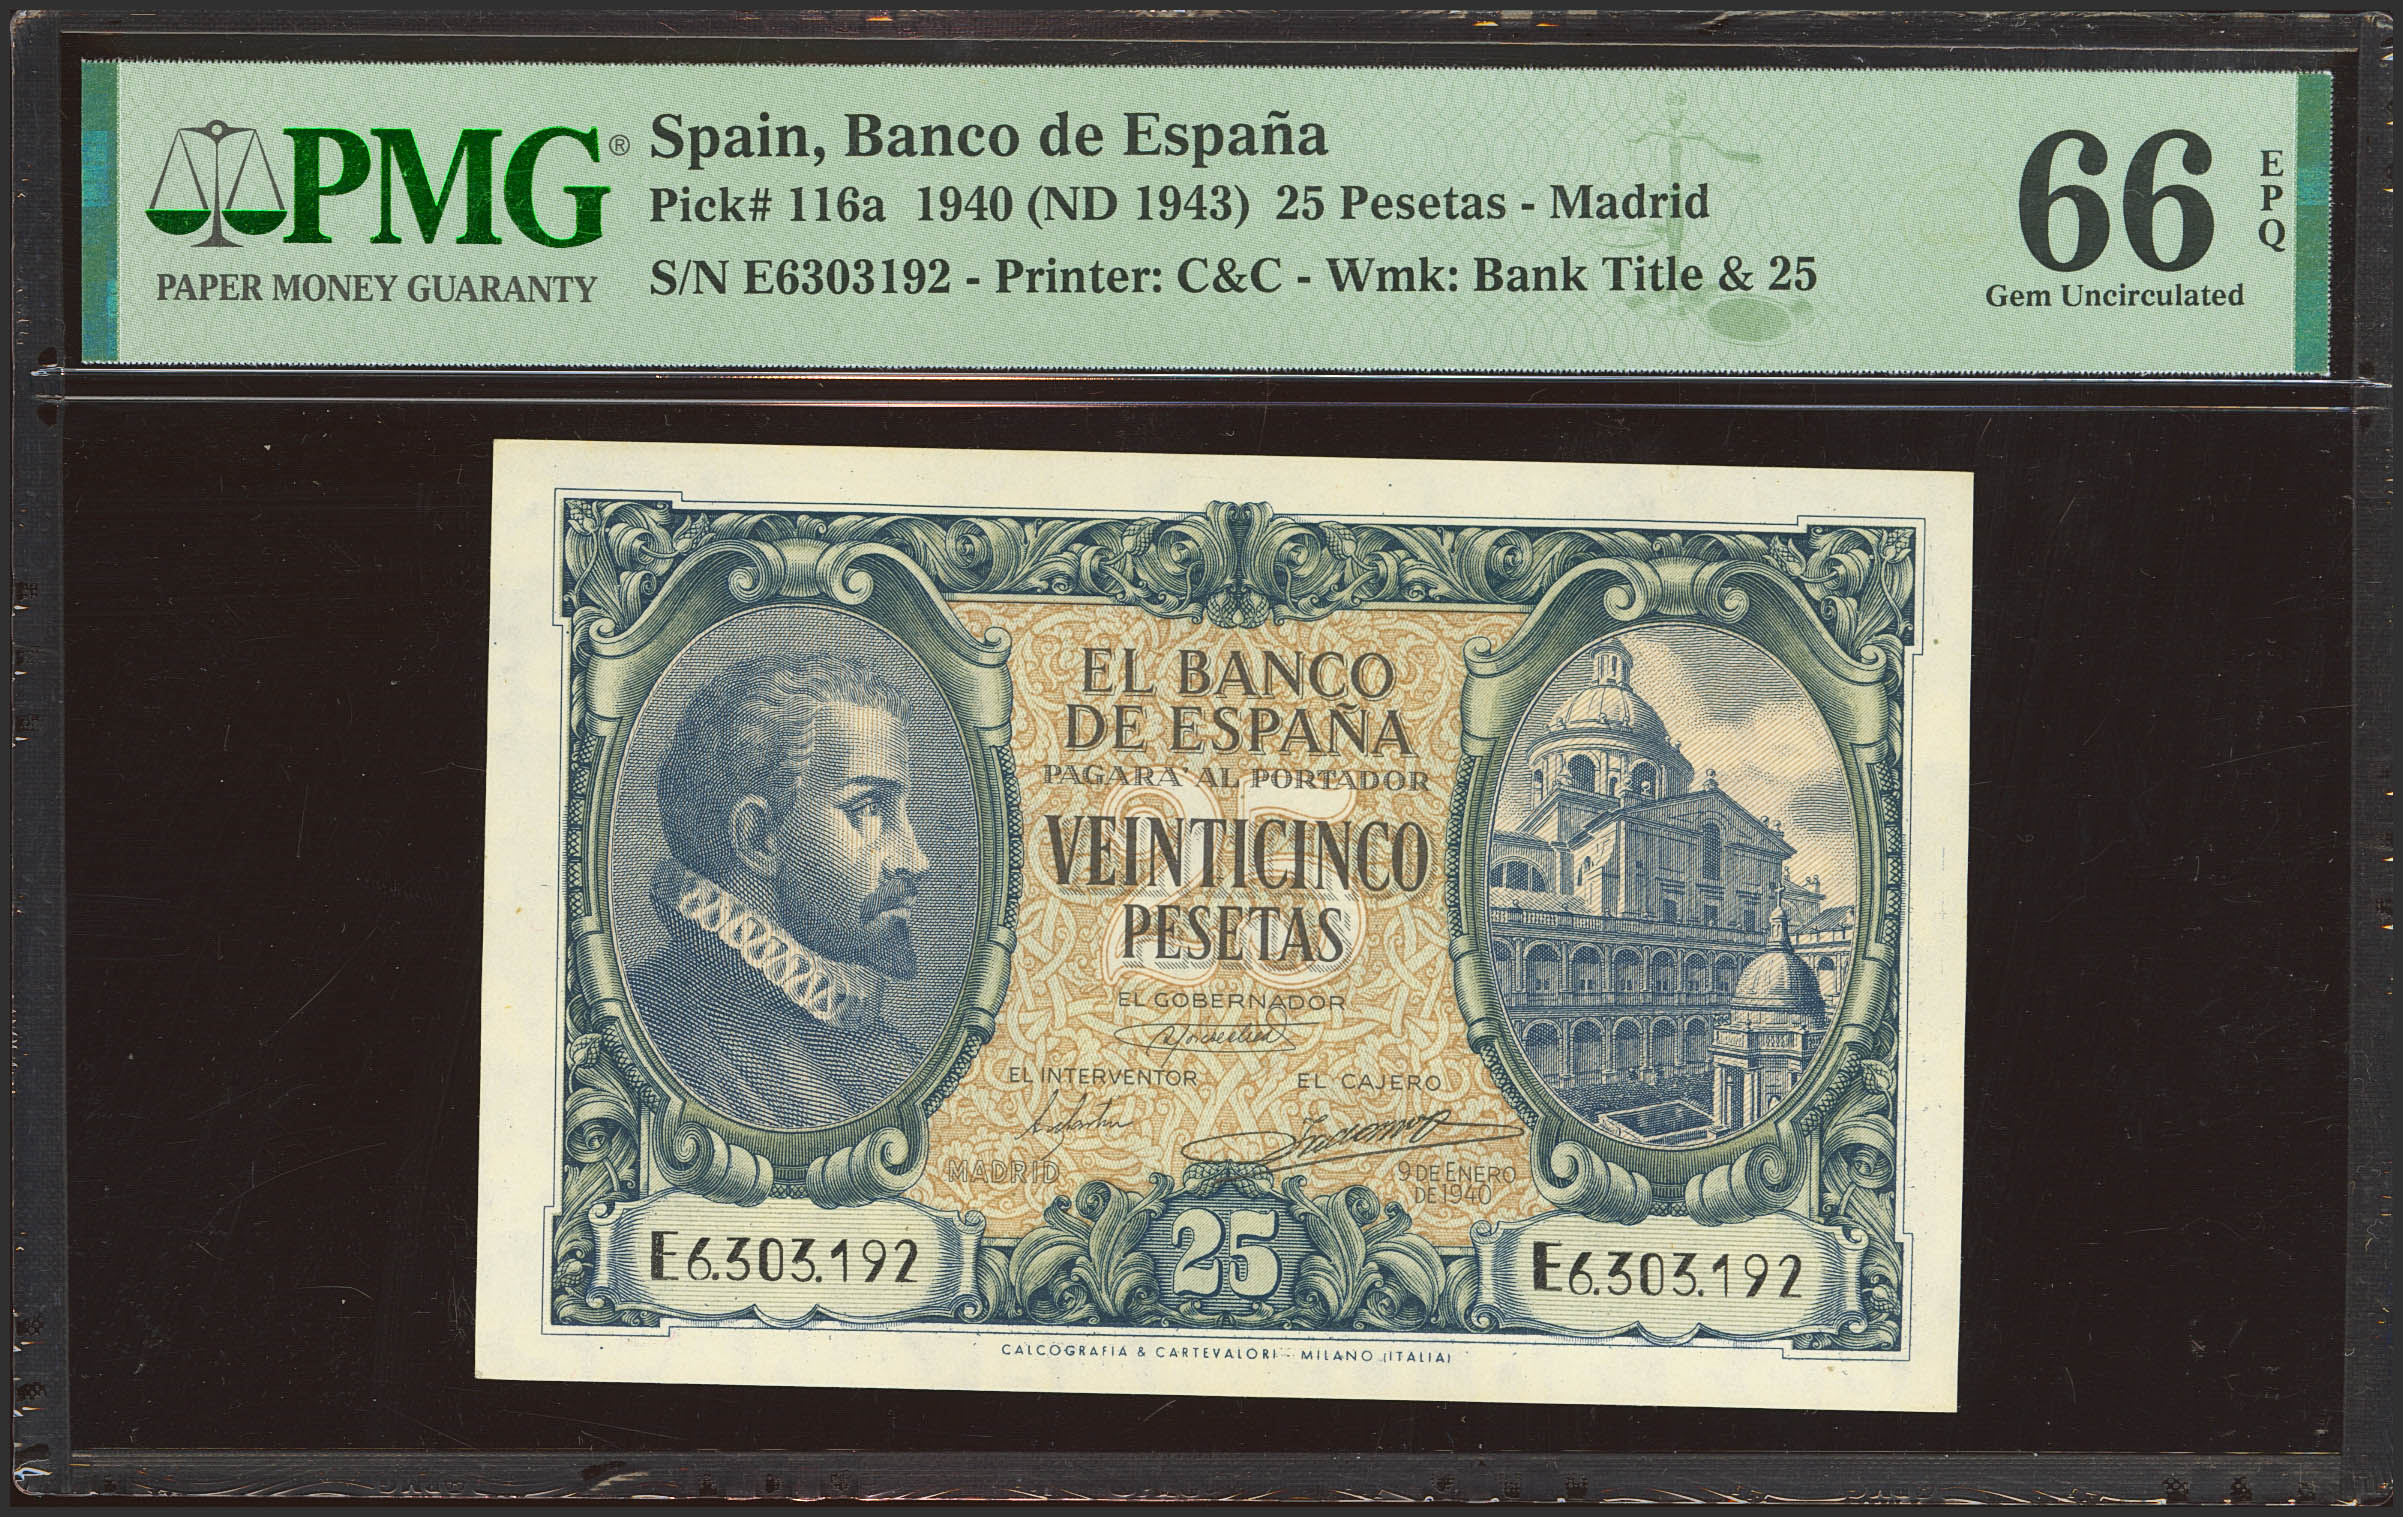 PMG®
PAPER MONEY GUARANTY
Spain, Banco de España
Pick# 116a 1940 (ND 1943) 25 Pesetas - Madrid
S/N E6303192 - Printer: C&C - Wmk: Bank Title & 25
66
EPQ
Gem Uncirculated
EL BANCO
DE ESPAÑA
PAGARA' AL PORTADOR
25
VEINTICINCO
PESETAS
EL GOBERNADOR
EL INTERVENTOR
EL CAJERO
MADRID
9 DE ENERO
DE 1940
E6.303.192
25
E6.303.192
CALCOGRAFIA & CARTEVALORI - MILANO (ITALIA)